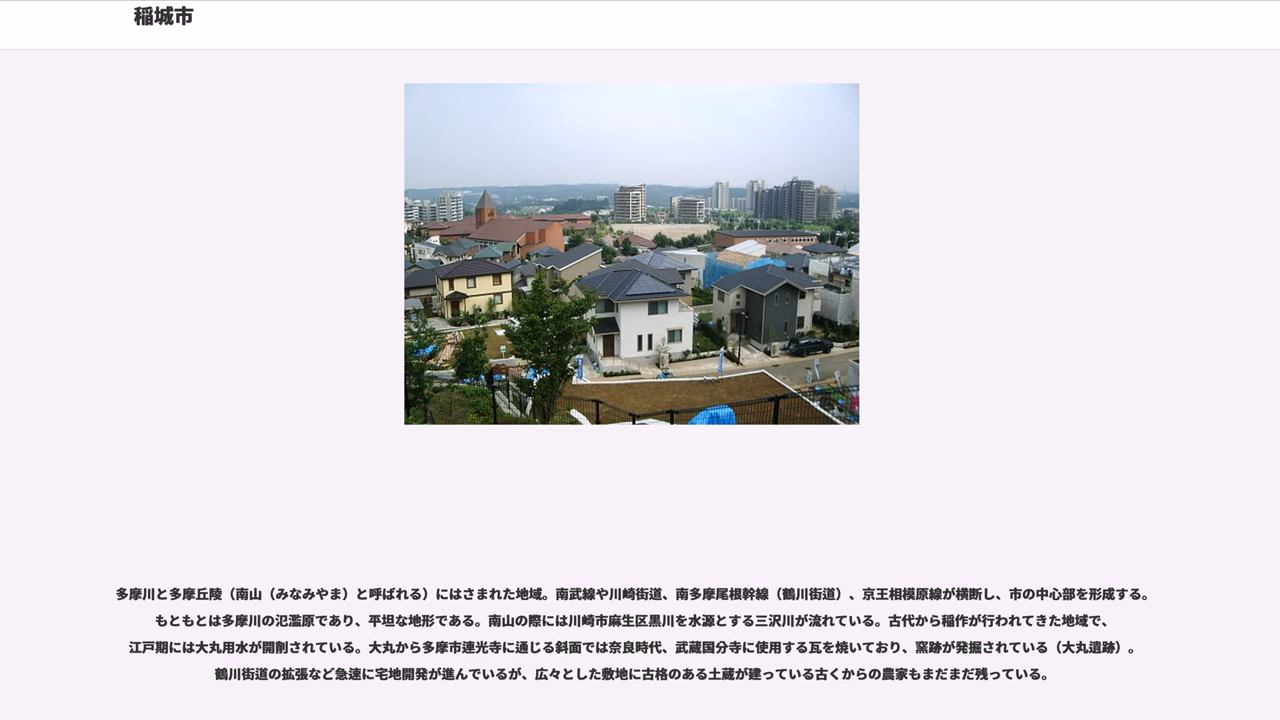 稲城市
多摩川と多摩丘陵（南山（みなみやま）と呼ばれる）にはさまれた地域。南武線や川崎街道、南多摩尾根幹線（鶴川街道）、京王相模原線が横断し、市の中心部を形成する。
もともとは多摩川の氾濫原であり、平坦な地形である。南山の際には川崎市麻生区黒川を水源とする三沢川が流れている。古代から稲作が行われてきた地域で、
江戸期には大丸用水が開削されている。大丸から多摩市連光寺に通じる斜面では奈良時代、武蔵国分寺に使用する瓦を焼いており、窯跡が発掘されている（大丸遺跡）。
鶴川街道の拡張など急速に宅地開発が進んでいるが、広々とした敷地に古格のある土蔵が建っている古くからの農家もまだまだ残っている。